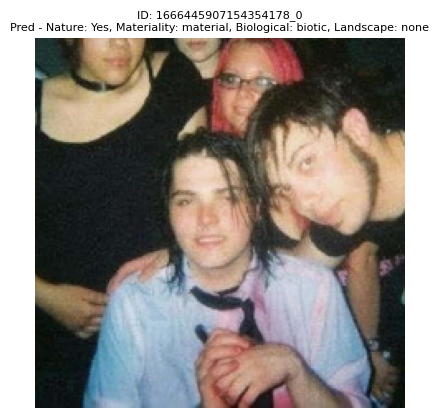 ID: 1666445907154354178_0
Pred - Nature: Yes, Materiality: material, Biological: biotic, Landscape: none